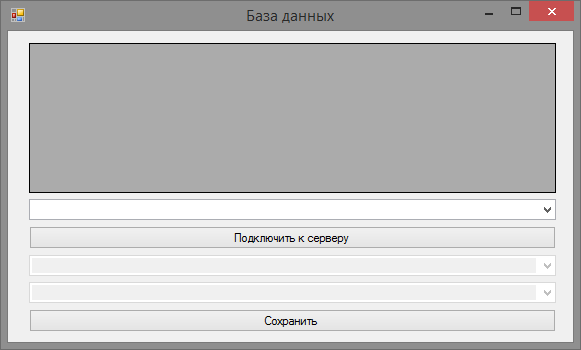 База данных
Подключить к серверу
Сохранить